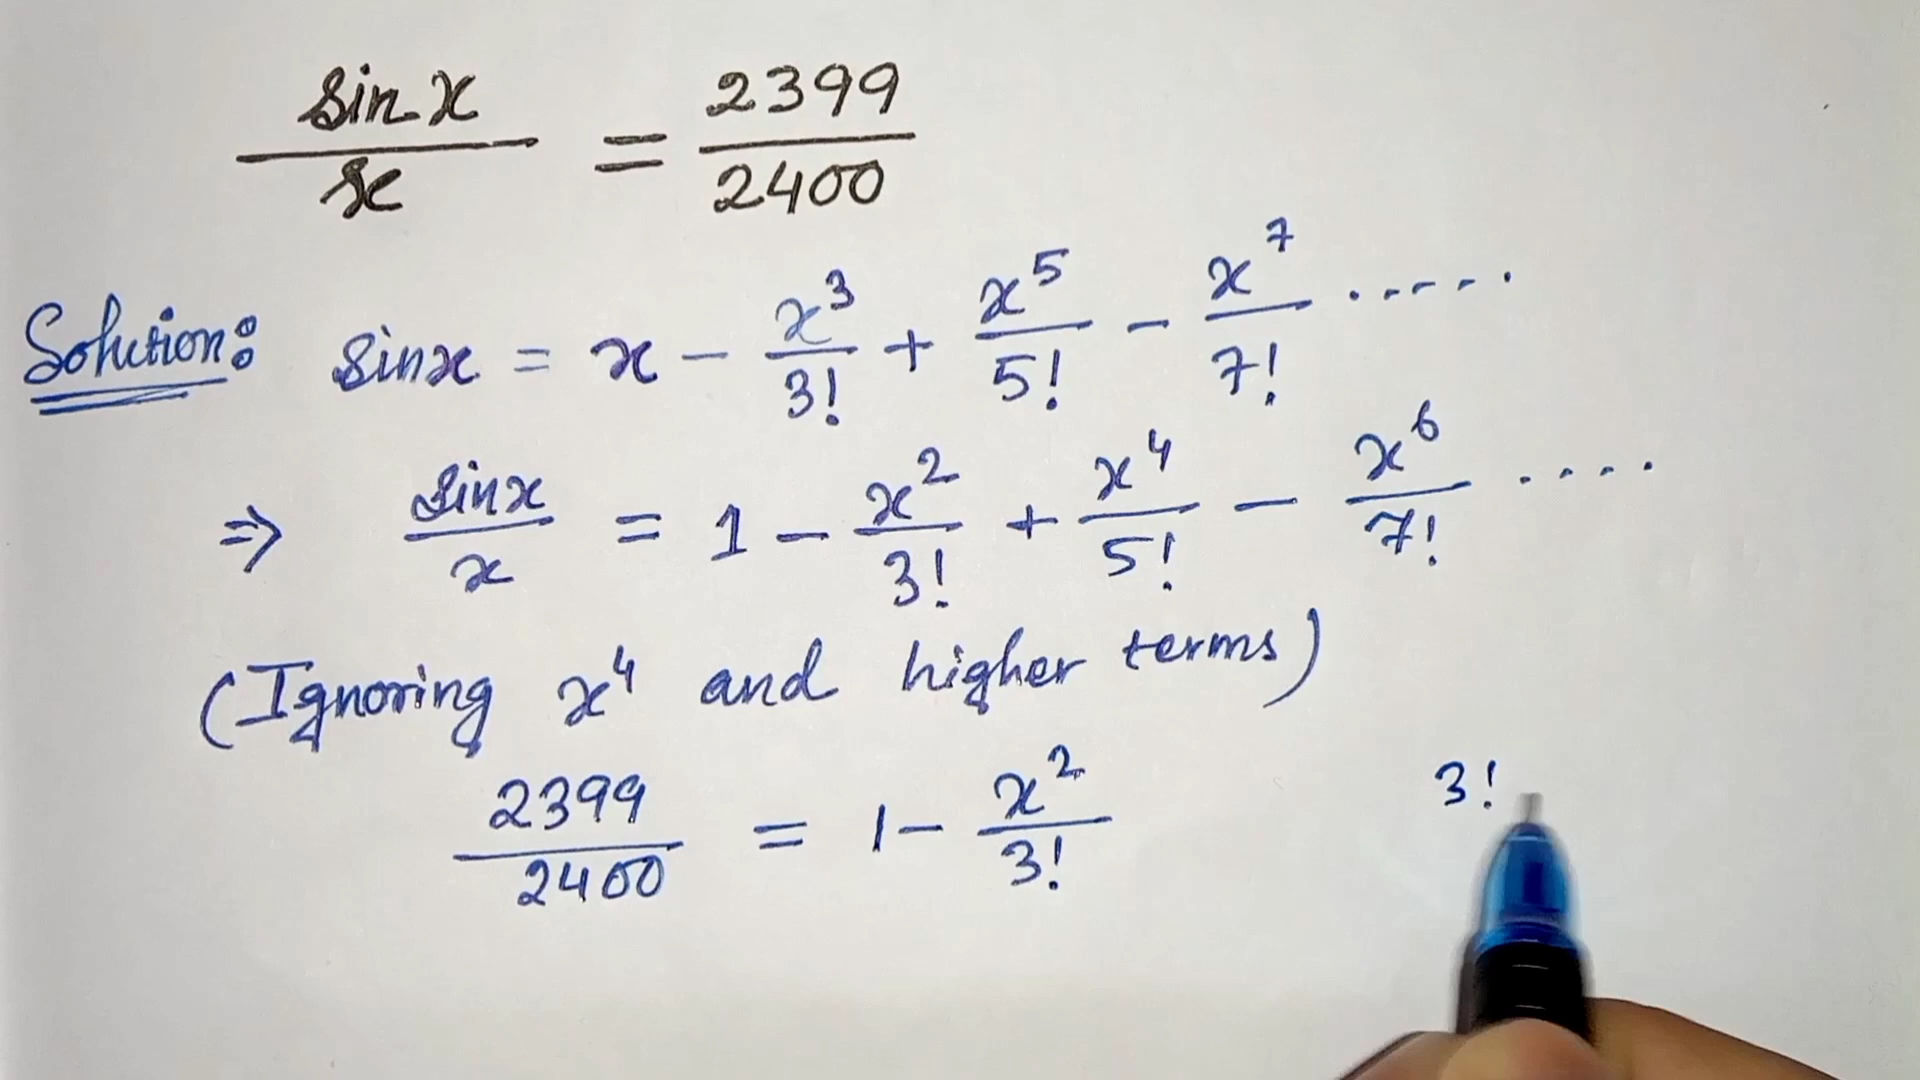 sinx/x = 2399/2400
Solution: sinx = x - x³/3! + x⁵/5! - x⁷/7! .....
⇒ sinx/x = 1 - x²/3! + x⁴/5! - x⁶/7! ....
(Ignoring x⁴ and higher terms)
2399/2400 = 1 - x²/3! 3!